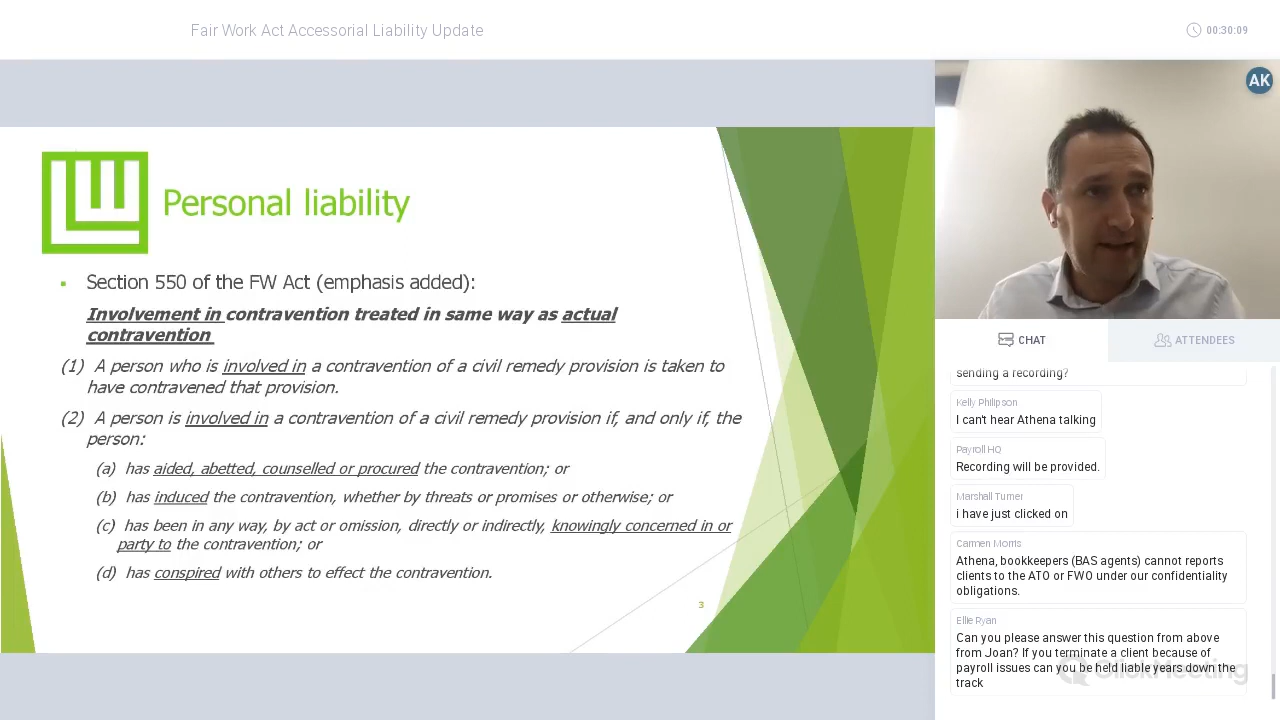 Fair Work Act Accessorial Liability Update
00:30:09
AK
Personal liability
Section 550 of the FW Act (emphasis added):
Involvement in contravention treated in same way as actual
contravention
(1) A person who is involved in a contravention of a civil remedy provision is taken to
have contravened that provision.
(2) A person is involved in a contravention of a civil remedy provision if, and only if, the
person:
(a) has aided, abetted, counselled or procured the contravention; or
(b) has induced the contravention, whether by threats or promises or otherwise; or
(c) has been in any way, by act or omission, directly or indirectly, knowingly concerned in or
party to the contravention; or
(d) has conspired with others to effect the contravention.
3
CHAT
ATTENDEES
sending a recording?
Kelly Philipson
I can't hear Athena talking
Payroll HQ
Recording will be provided.
Marshall Turner
i have just clicked on
Carmen Morris
Athena, bookkeepers (BAS agents) cannot reports
clients to the ATO or FWO under our confidentiality
obligations.
Ellie Ryan
Can you please answer this question from above
from Joan? If you terminate a client because of
payroll issues can you be held liable years down the
track
ClickMeeting